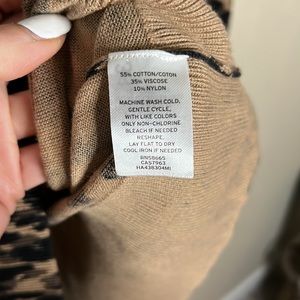 55% COTTON/COTON
35% VISCOSE
10% NYLON
MACHINE WASH COLD,
GENTLE CYCLE,
WITH LIKE COLORS
ONLY NON-CHLORINE
BLEACH IF NEEDED
RESHAPE,
LAY FLAT TO DRY
COOL IRON IF NEEDED
RN58665
CA57963
HA438304MI